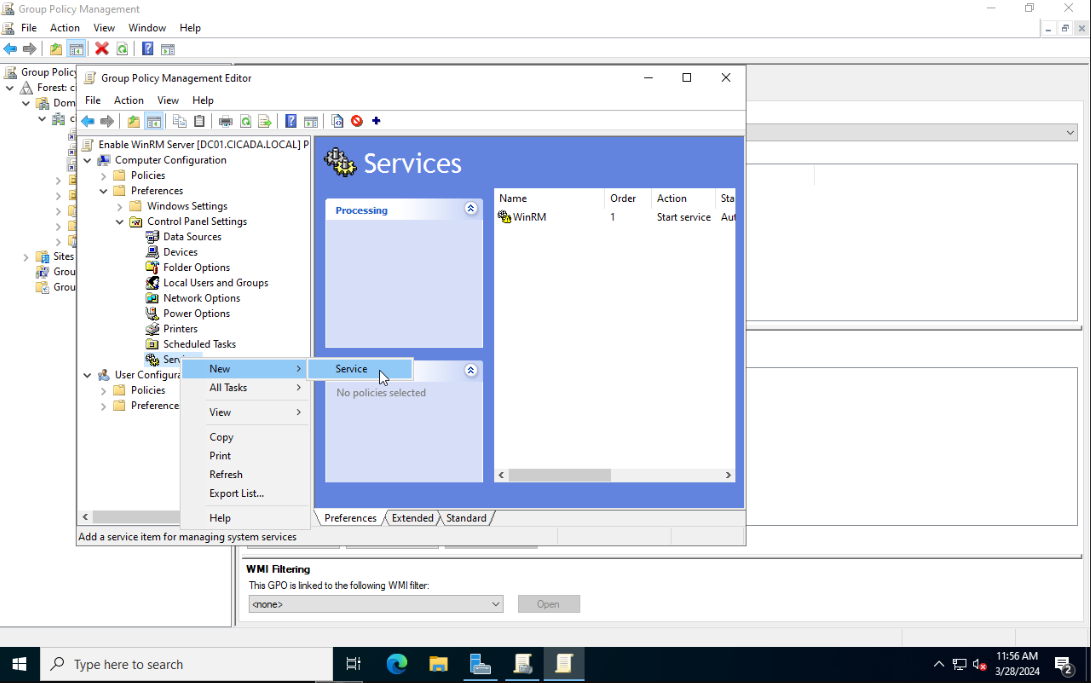 Group Policy Management
File Action View Window Help
Group Policy
Forest: c
Dom
c
Sites
Grou
Grou
Group Policy Management Editor
File Action View Help
Enable WinRM Server [DC01.CICADA.LOCAL] P
Computer Configuration
Policies
Preferences
Windows Settings
Control Panel Settings
Data Sources
Devices
Folder Options
Local Users and Groups
Network Options
Power Options
Printers
Scheduled Tasks
Serv
User Configura
Policies
Preference
New
All Tasks
View
Copy
Print
Refresh
Export List...
Help
Service
Services
Processing
No policies selected
Name Order Action Sta
WinRM 1 Start service Aut
Preferences Extended Standard
Add a service item for managing system services
WMI Filtering
This GPO is linked to the following WMI filter:
<none> Open
Type here to search
11:56 AM
3/28/2024
2